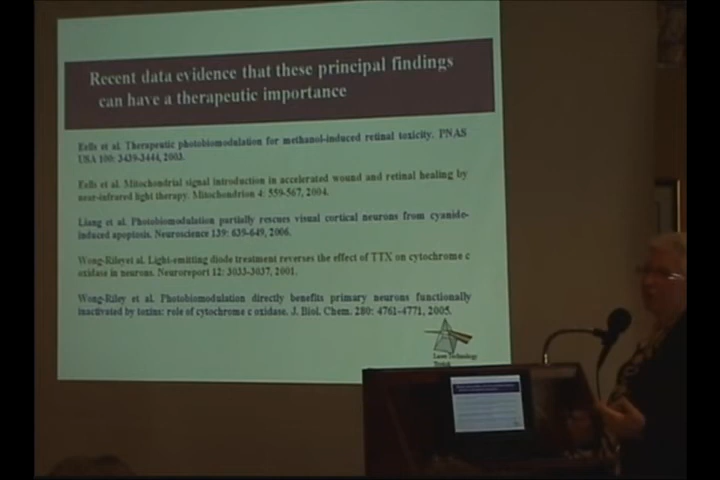 Recent data evidence that these principal findings
can have a therapeutic importance
Eells et al. Therapeutic photobiomodulation for methanol-induced retinal toxicity. PNAS
USA 100: 3439-3444, 2003.
Eells et al. Mitochondrial signal introduction in accelerated wound and retinal healing by
near-infrared light therapy. Mitochondrion 4: 559-567, 2004.
Liang et al. Photobiomodulation partially rescues visual cortical neurons from cyanide-
induced apoptosis. Neuroscience 139: 639-649, 2006.
Wong-Rileyet al. Light-emitting diode treatment reverses the effect of TTX on cytochrome c
oxidase in neurons. Neuroreport 12: 3033-3037, 2001.
Wong-Riley et al. Photobiomodulation directly benefits primary neurons functionally
inactivated by toxins: role of cytochrome c oxidase. J. Biol. Chem. 280: 4761-4771, 2005.
Laser Technology